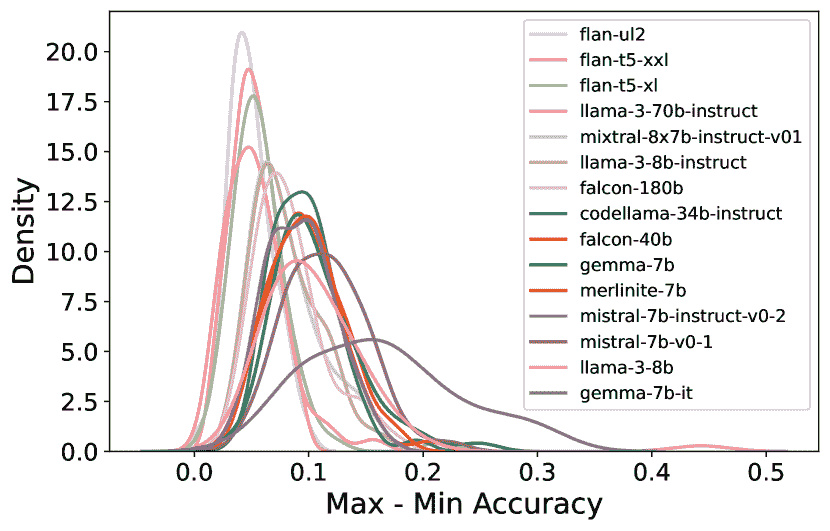 20.0
17.5
15.0
12.5
10.0
7.5
5.0
2.5
0.0
Density
0.0 0.1 0.2 0.3 0.4 0.5
Max - Min Accuracy
flan-ul2
flan-t5-xxl
flan-t5-xl
llama-3-70b-instruct
mixtral-8x7b-instruct-v01
llama-3-8b-instruct
falcon-180b
codellama-34b-instruct
falcon-40b
gemma-7b
merlinite-7b
mistral-7b-instruct-v0-2
mistral-7b-v0-1
llama-3-8b
gemma-7b-it